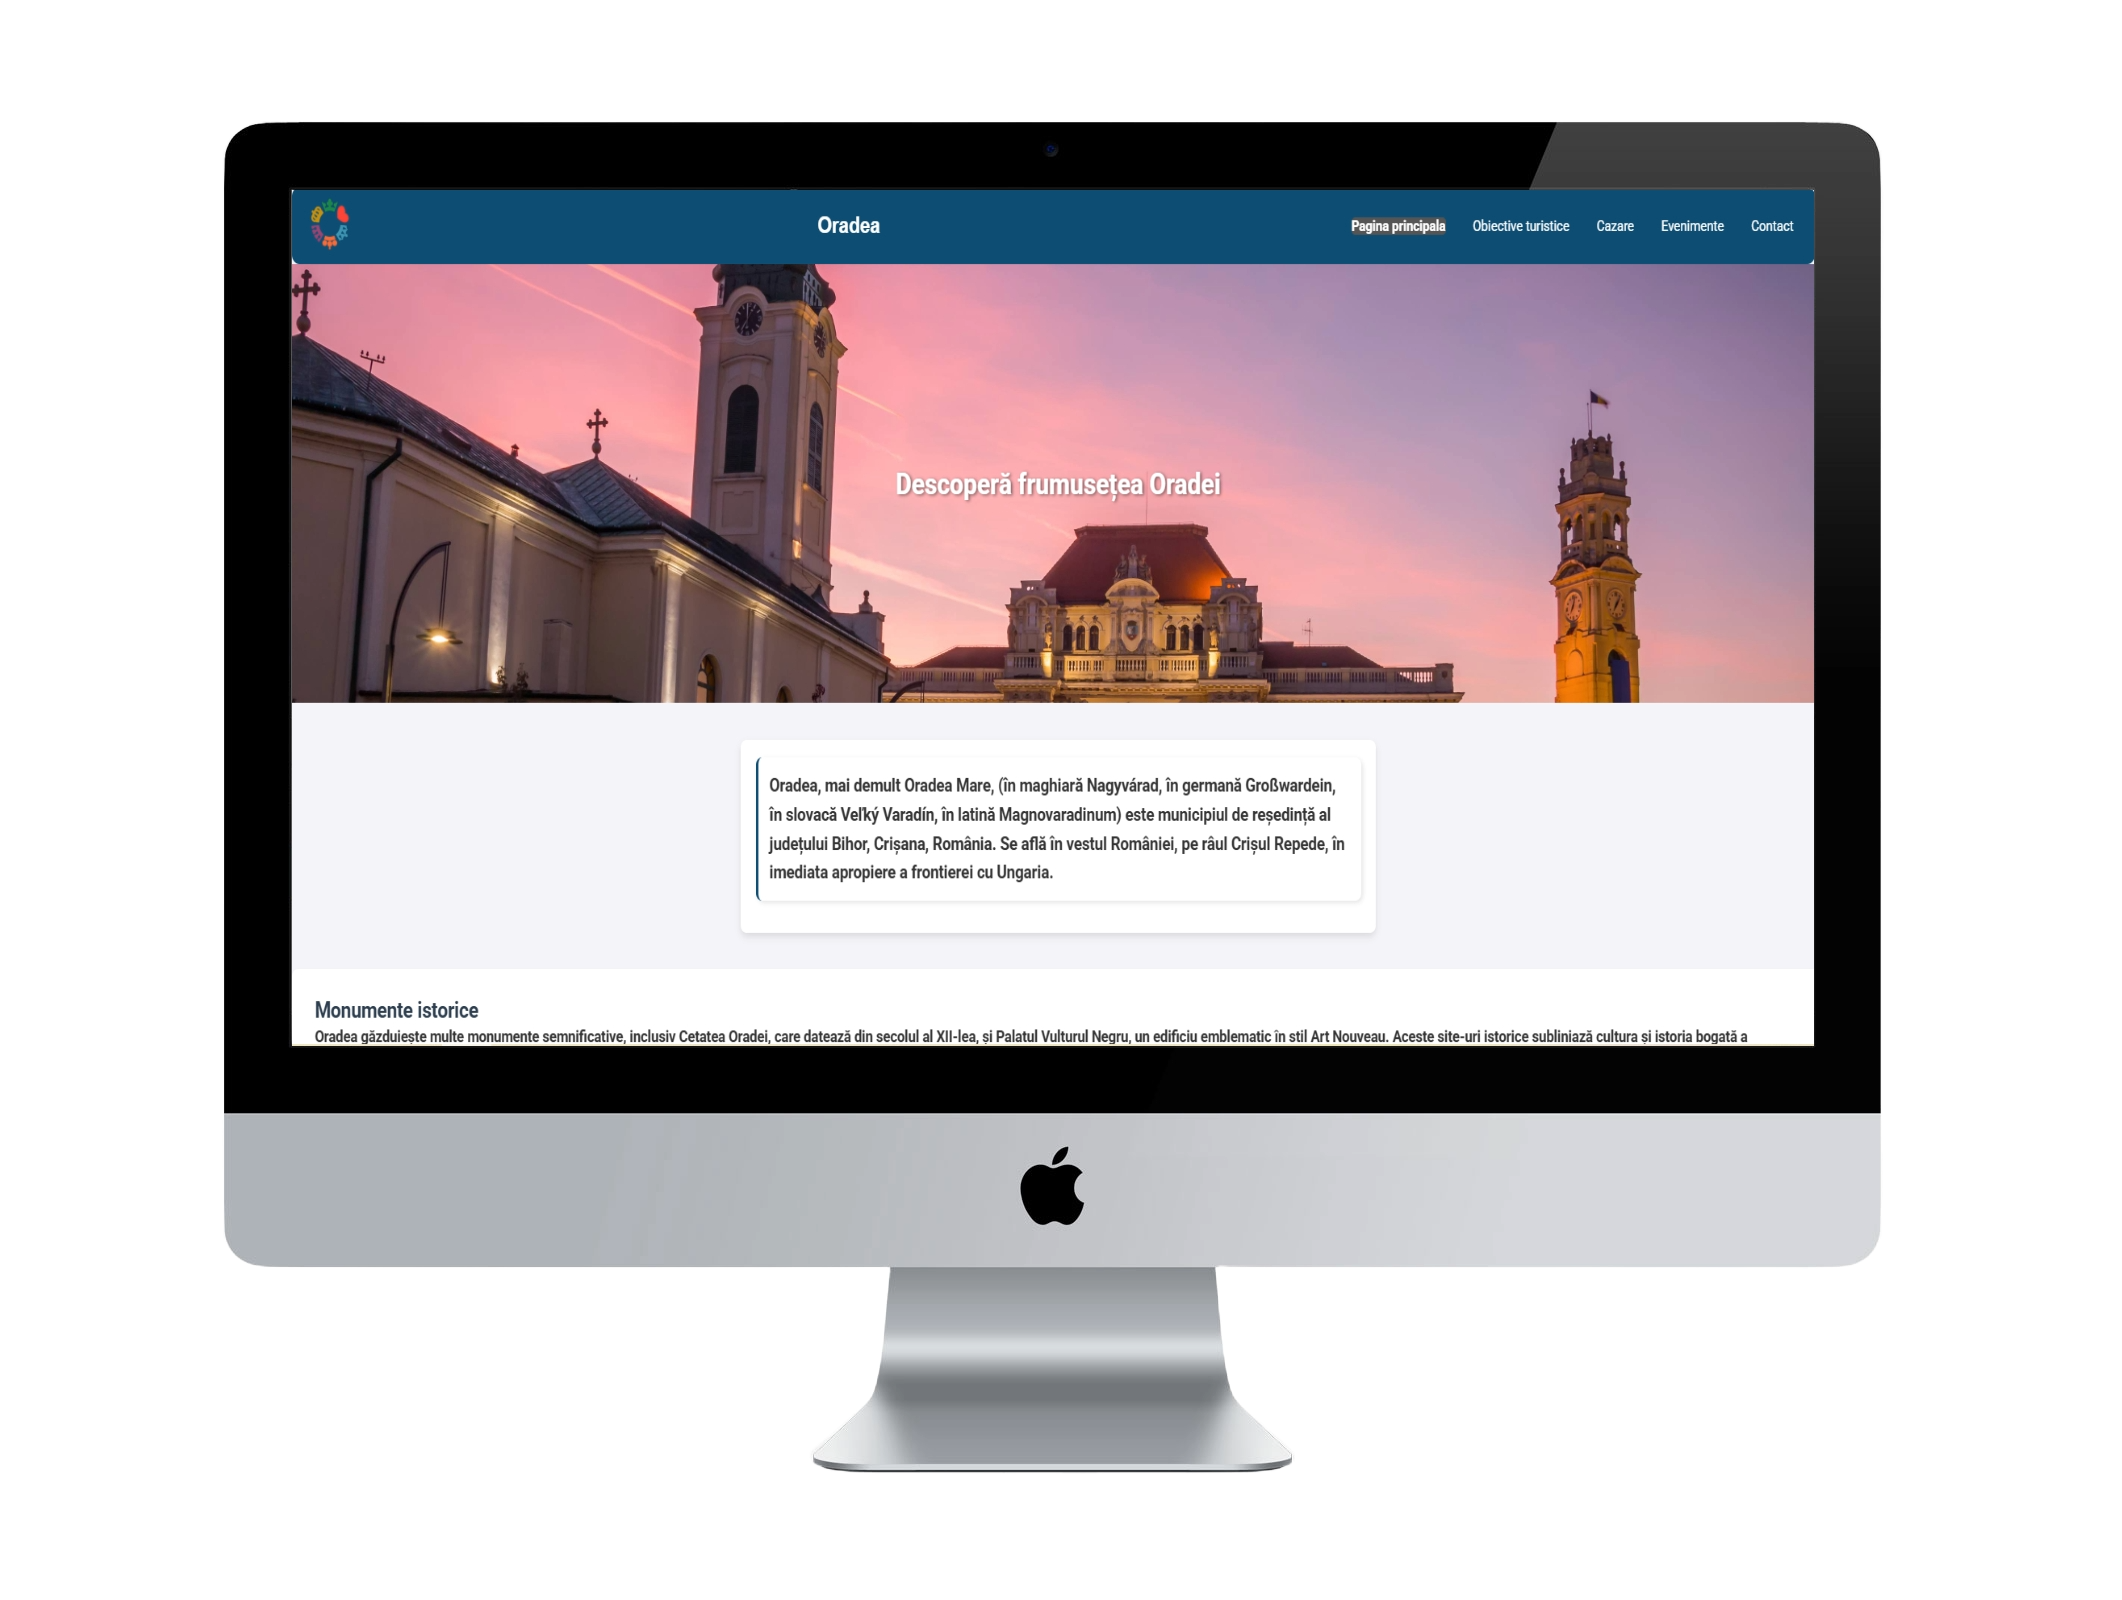 Oradea
Pagina principala
Obiective turistice
Cazare
Evenimente
Contact
Descoperă frumusețea Oradei
Oradea, mai demult Oradea Mare, (în maghiară Nagyvárad, în germană Großwardein,
în slovacă Veľký Varadín, în latină Magnovaradinum) este municipiul de reședință al
județului Bihor, Crișana, România. Se află în vestul României, pe râul Crișul Repede, în
imediata apropiere a frontierei cu Ungaria.
Monumente istorice
Oradea găzduiește multe monumente semnificative, inclusiv Cetatea Oradei, care datează din secolul al XII-lea, și Palatul Vulturul Negru, un edificiu emblematic în stil Art Nouveau. Aceste site-uri istorice subliniază cultura și istoria bogată a